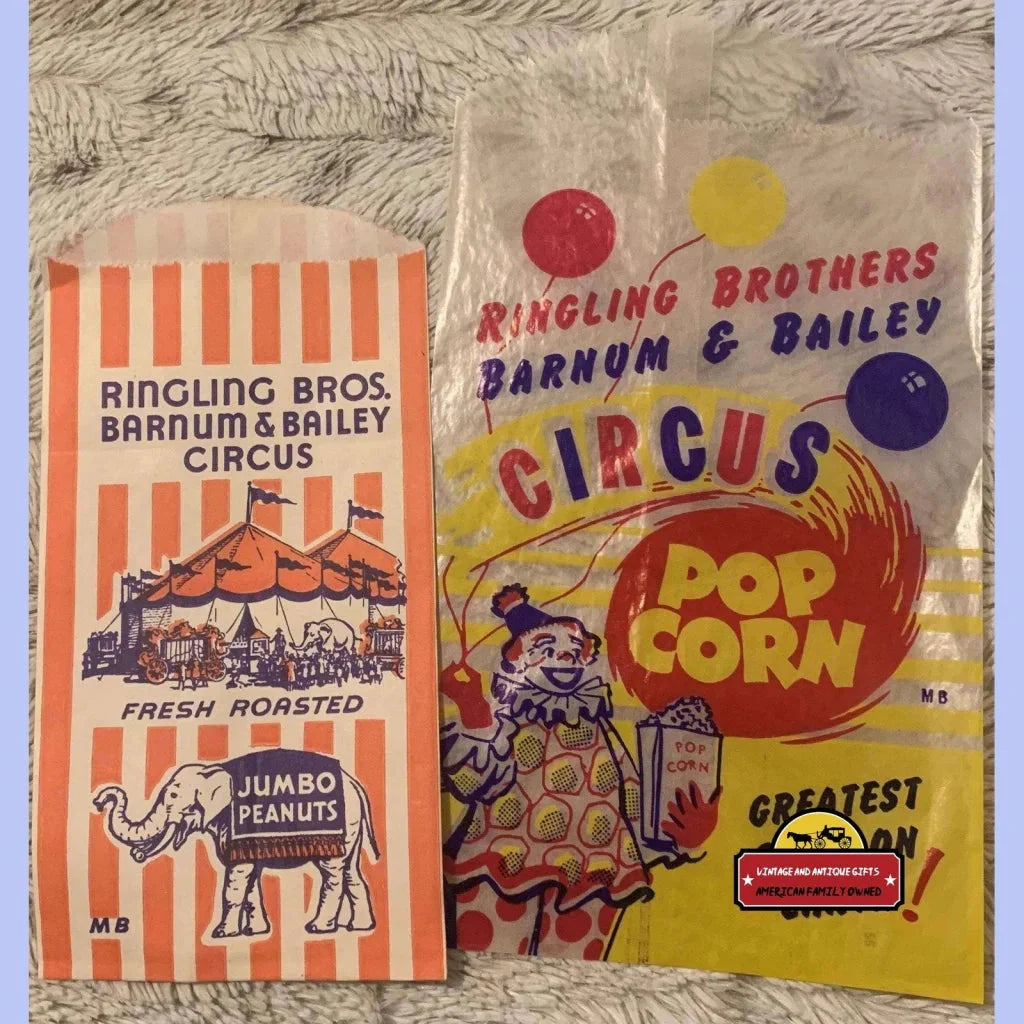 RINGLING BROS.
BARNUM & BAILEY
CIRCUS
FRESH ROASTED
JUMBO
PEANUTS
MB
RINGLING BROTHERS
BARNUM & BAILEY
CIRCUS
POP
CORN
MB
POP
CORN
GREATEST
ON
!
VINTAGE AND ANTIQUE GIFTS
AMERICAN FAMILY OWNED